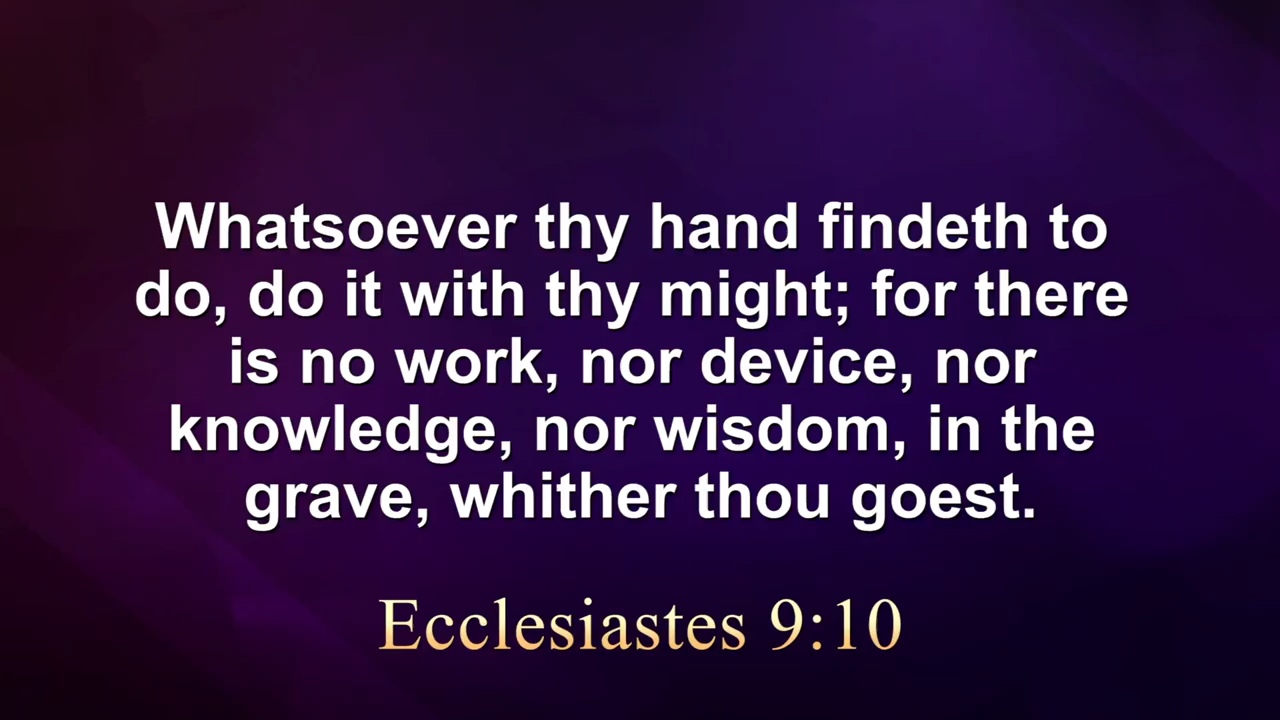 Whatsoever thy hand findeth to
do, do it with thy might; for there
is no work, nor device, nor
knowledge, nor wisdom, in the
grave, whither thou goest.
Ecclesiastes 9:10